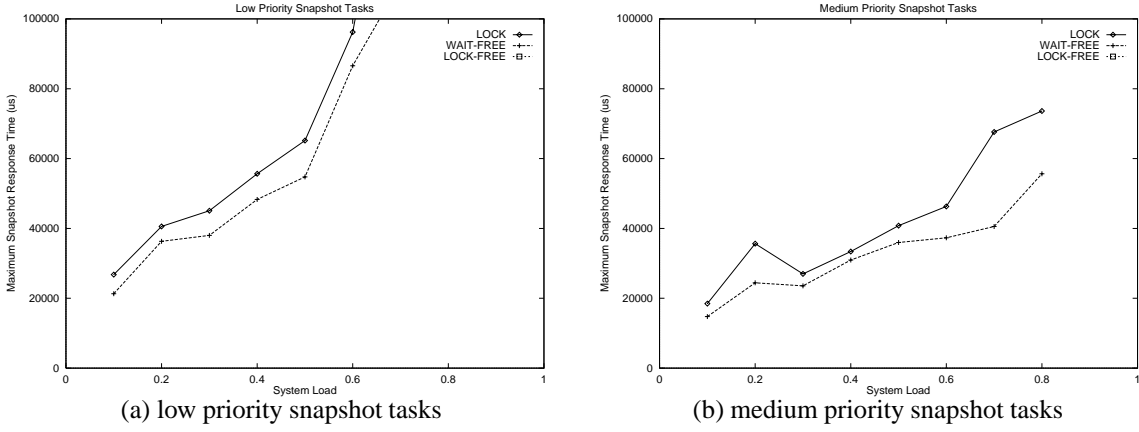 Low Priority Snapshot Tasks
100000
80000
60000
40000
20000
0
0
0.2
0.4
0.6
0.8
1
Maximum Snapshot Response Time (us)
System Load
LOCK
WAIT-FREE
LOCK-FREE
(a) low priority snapshot tasks
Medium Priority Snapshot Tasks
100000
80000
60000
40000
20000
0
0
0.2
0.4
0.6
0.8
1
Maximum Snapshot Response Time (us)
System Load
LOCK
WAIT-FREE
LOCK-FREE
(b) medium priority snapshot tasks